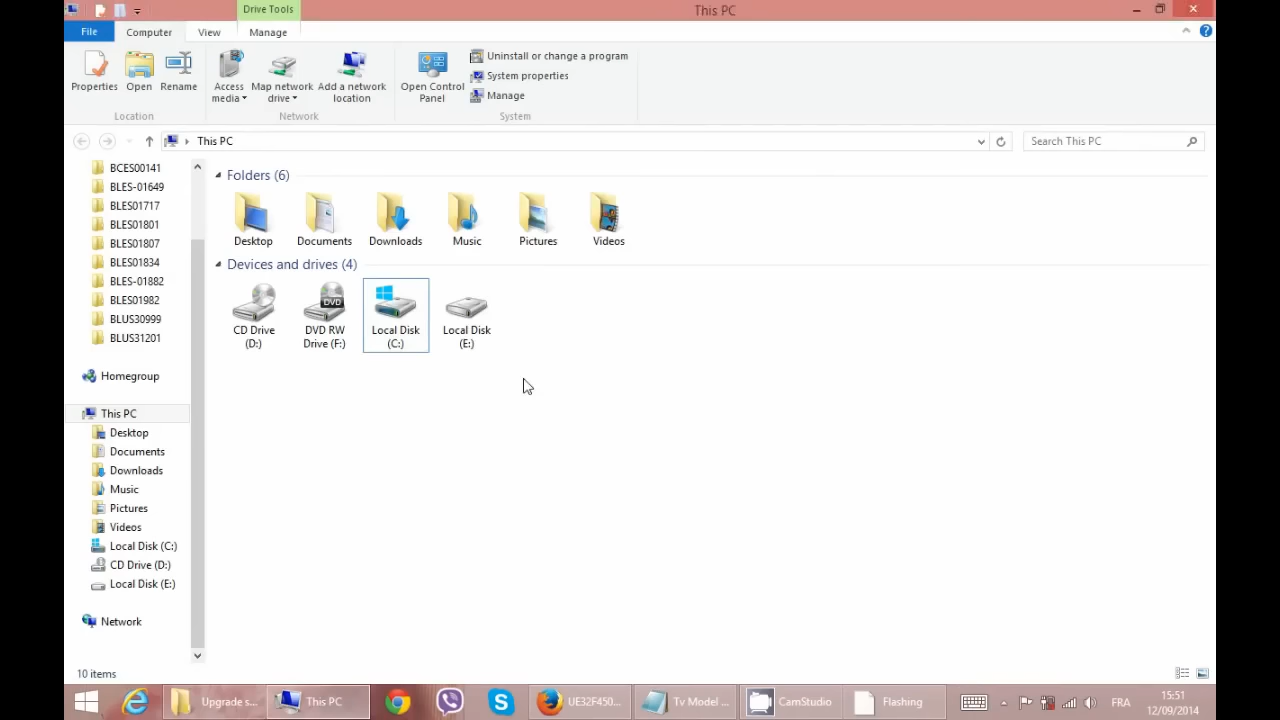 Drive Tools
This PC
File
Computer
View
Manage
Properties
Open
Rename
Access media
Map network drive
Add a network location
Open Control Panel
Uninstall or change a program
System properties
Manage
Location
Network
System
This PC
Search This PC
BCES00141
BLES-01649
BLES01717
BLES01801
BLES01807
BLES01834
BLES-01882
BLES01982
BLUS30999
BLUS31201
Homegroup
This PC
Desktop
Documents
Downloads
Music
Pictures
Videos
Local Disk (C:)
CD Drive (D:)
Local Disk (E:)
Network
Folders (6)
Desktop
Documents
Downloads
Music
Pictures
Videos
Devices and drives (4)
DVD
CD Drive (D:)
DVD RW Drive (F:)
Local Disk (C:)
Local Disk (E:)
10 items
Upgrade s...
This PC
UE32F450...
Tv Model ...
CamStudio
Flashing
FRA
15:51
12/09/2014